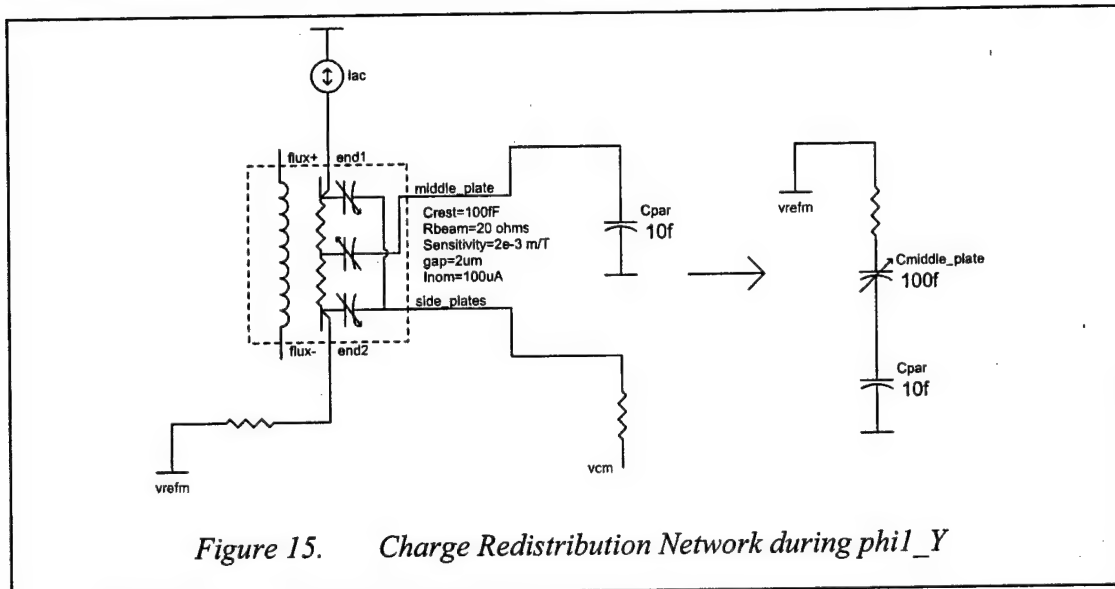 Iac
flux+ end1
middle_plate
Crest=100fF
Rbeam=20 ohms
Sensitivity=2e-3 m/T
gap=2um
Inom=100uA
side_plates
flux- end2
vrefm
vcm
Cpar
10f
vrefm
Cmiddle_plate
100f
Cpar
10f
Figure 15. Charge Redistribution Network during phi1_Y